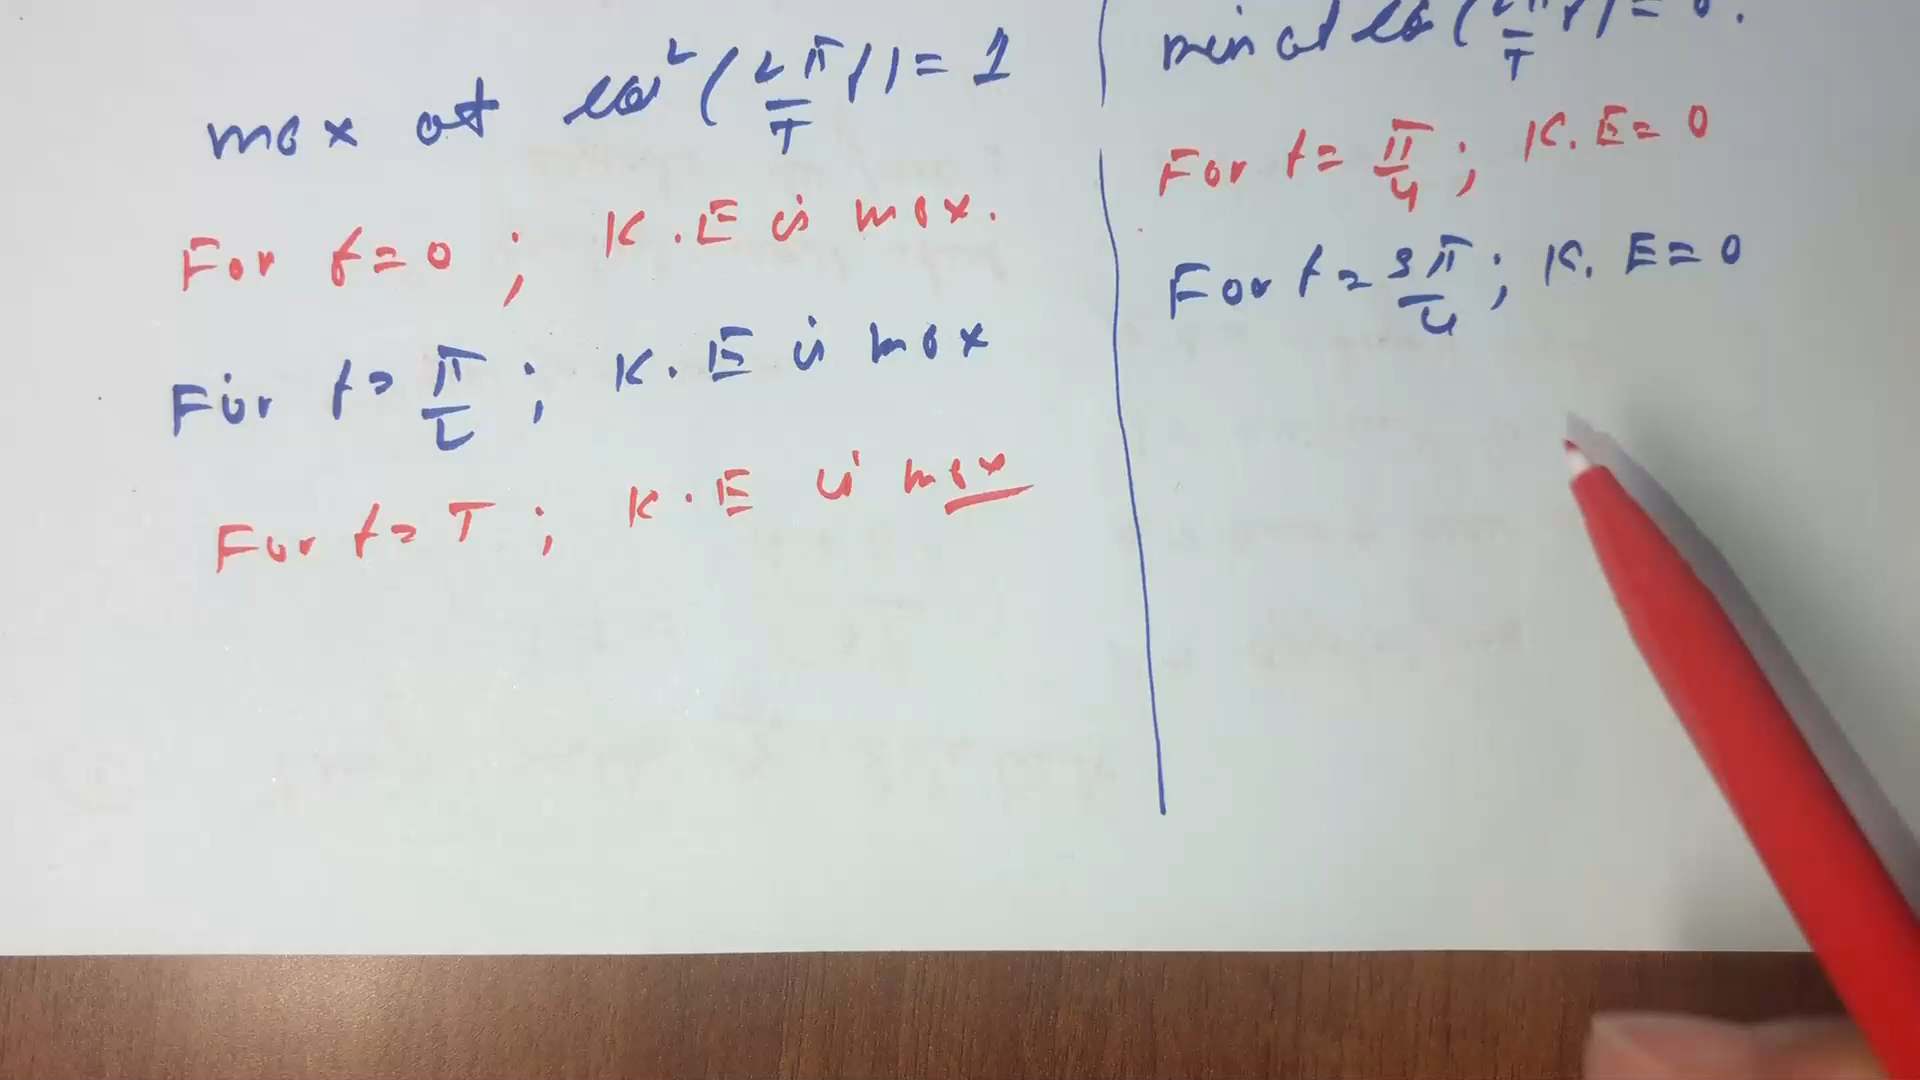 max at cos² (2π/T t) = 1
For t = 0 ; K.E is max.
For t = π/2 ; K.E is max
For t = T ; K.E is max
min at cos² (2π/T t) = 0.
For t = π/4 ; K.E = 0
For t = 3π/4 ; K.E = 0